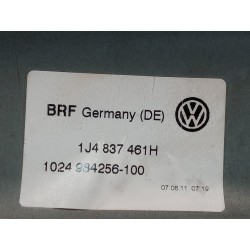 BRF Germany (DE)
1J4 837 461H
1024 984256-100
07.06.11 07:19